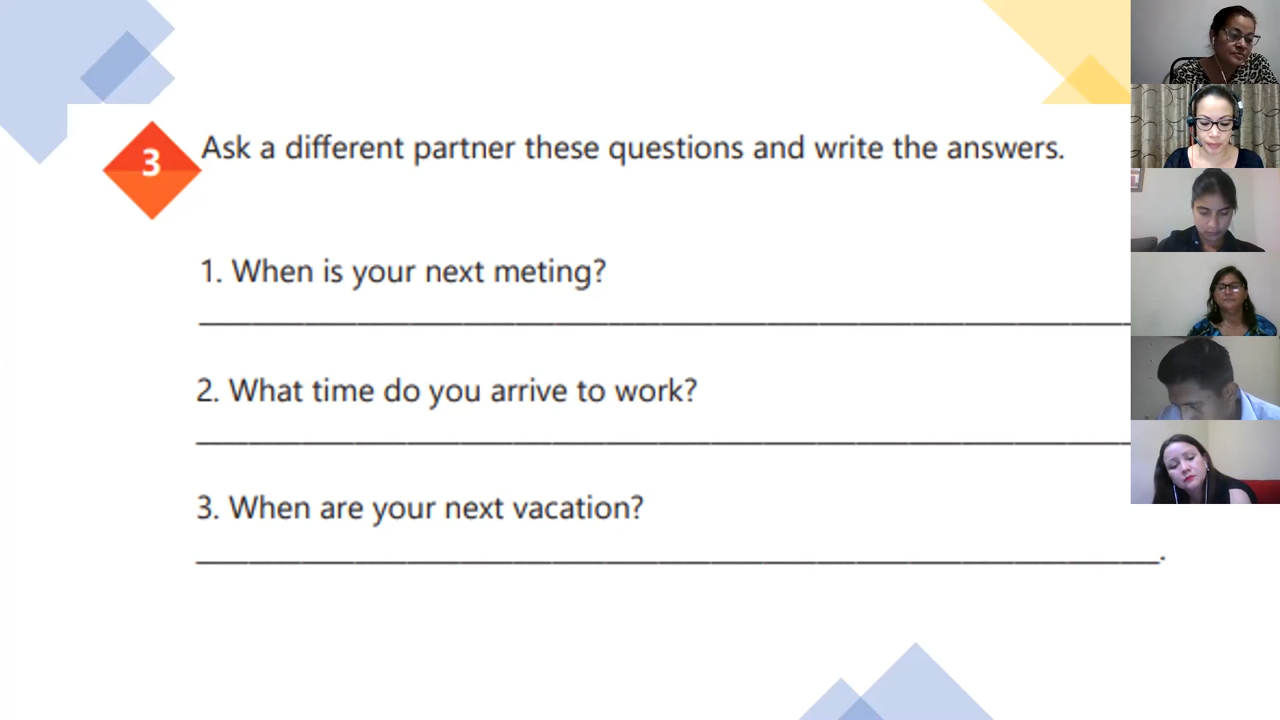 3
Ask a different partner these questions and write the answers.
1. When is your next meting?
2. What time do you arrive to work?
3. When are your next vacation?